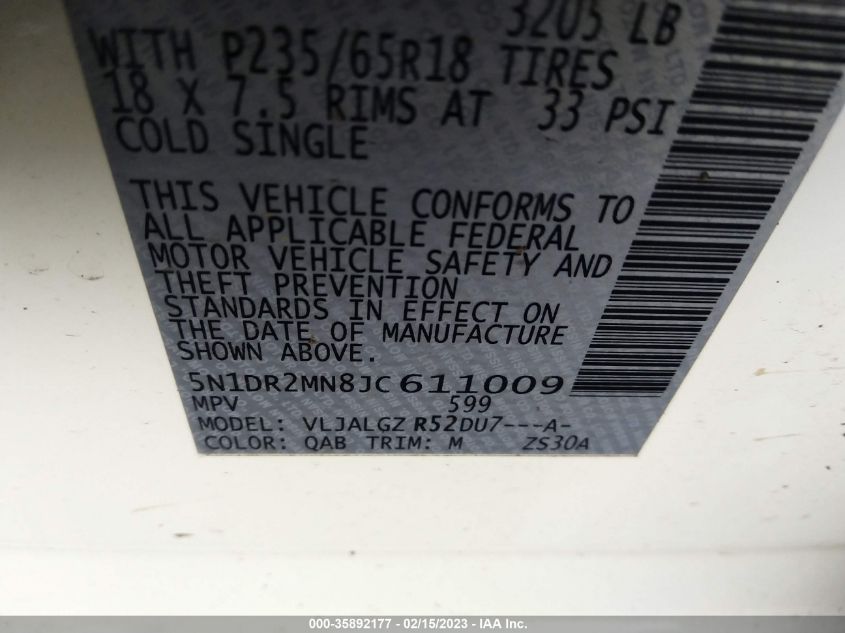 3205 LB
WITH P235/65R18 TIRES
18 X 7.5 RIMS AT 33 PSI
COLD SINGLE
THIS VEHICLE CONFORMS TO
ALL APPLICABLE FEDERAL
MOTOR VEHICLE SAFETY AND
THEFT PREVENTION
STANDARDS IN EFFECT ON
THE DATE OF MANUFACTURE
SHOWN ABOVE.
5N1DR2MN8JC611009
MPV 599
MODEL: VLJALGZ R52DU7---A-
COLOR: QAB TRIM: M ZS30A
000-35892177 - 02/15/2023 - IAA Inc.